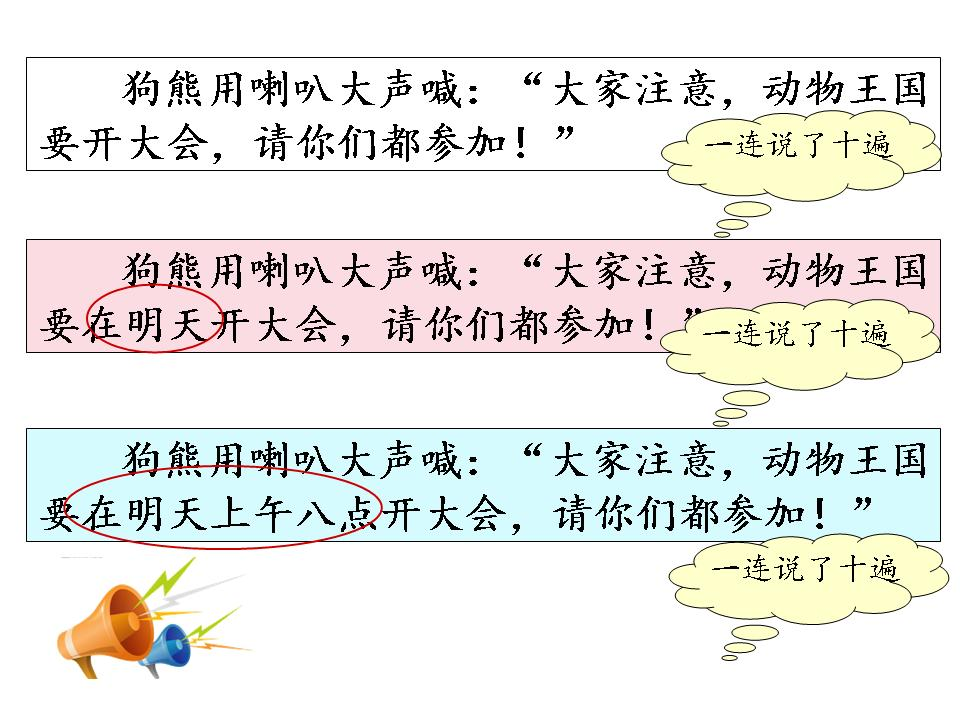 狗熊用喇叭大声喊：“大家注意，动物王国
要开大会，请你们都参加！”
一连说了十遍
狗熊用喇叭大声喊：“大家注意，动物王国
要在明天开大会，请你们都参加！”
一连说了十遍
狗熊用喇叭大声喊：“大家注意，动物王国
要在明天上午八点开大会，请你们都参加！”
一连说了十遍